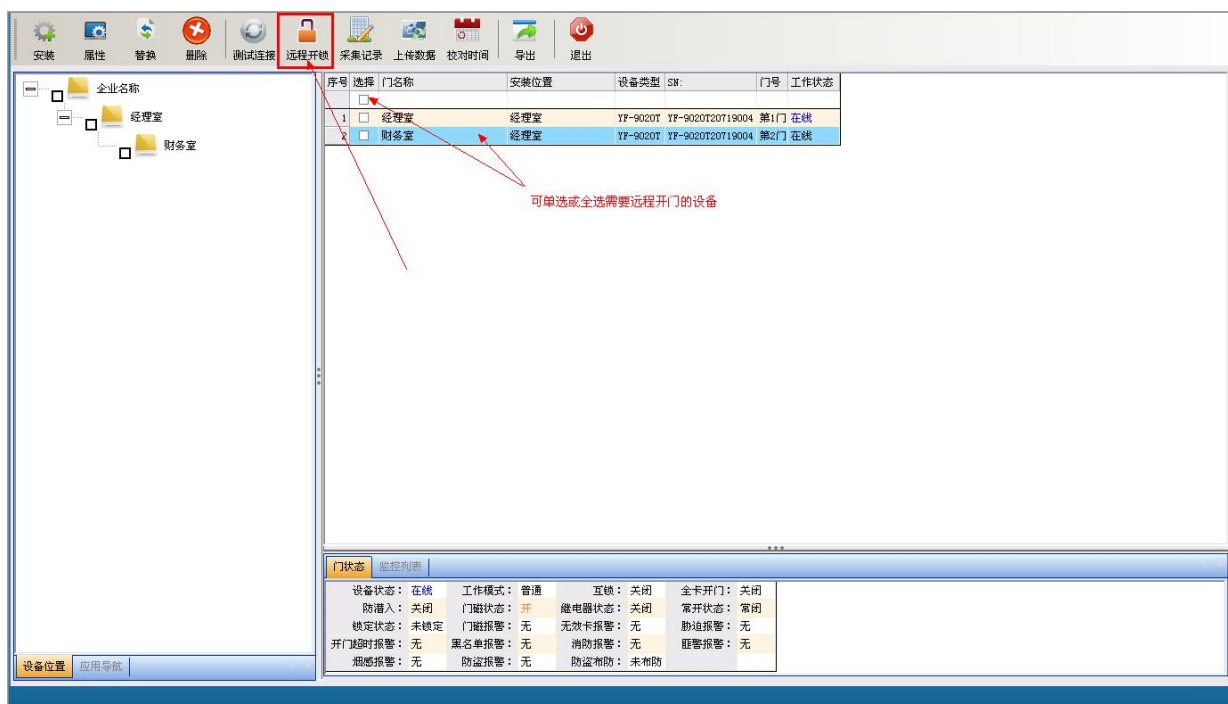 安装 属性 替换 删除 测试连接 远程开锁 采集记录 上传数据 校对时间 导出 退出
企业名称
经理室
财务室
序号 选择 门名称 安装位置 设备类型 SN: 门号 工作状态
1 经理室 经理室 YF-9020T YF-9020T20719004 第1门 在线
2 财务室 经理室 YF-9020T YF-9020T20719004 第2门 在线
可单选或全选需要远程开门的设备
门状态 监控列表
设备状态： 在线 工作模式： 普通 互锁： 关闭 全卡开门： 关闭
防潜入： 关闭 门磁状态： 开 继电器状态： 关闭 常开状态： 常闭
锁定状态： 未锁定 门磁报警： 无 无效卡报警： 无 胁迫报警： 无
开门超时报警： 无 黑名单报警： 无 消防报警： 无 匪警报警： 无
烟感报警： 无 防盗报警： 无 防盗布防： 未布防
设备位置 应用导航